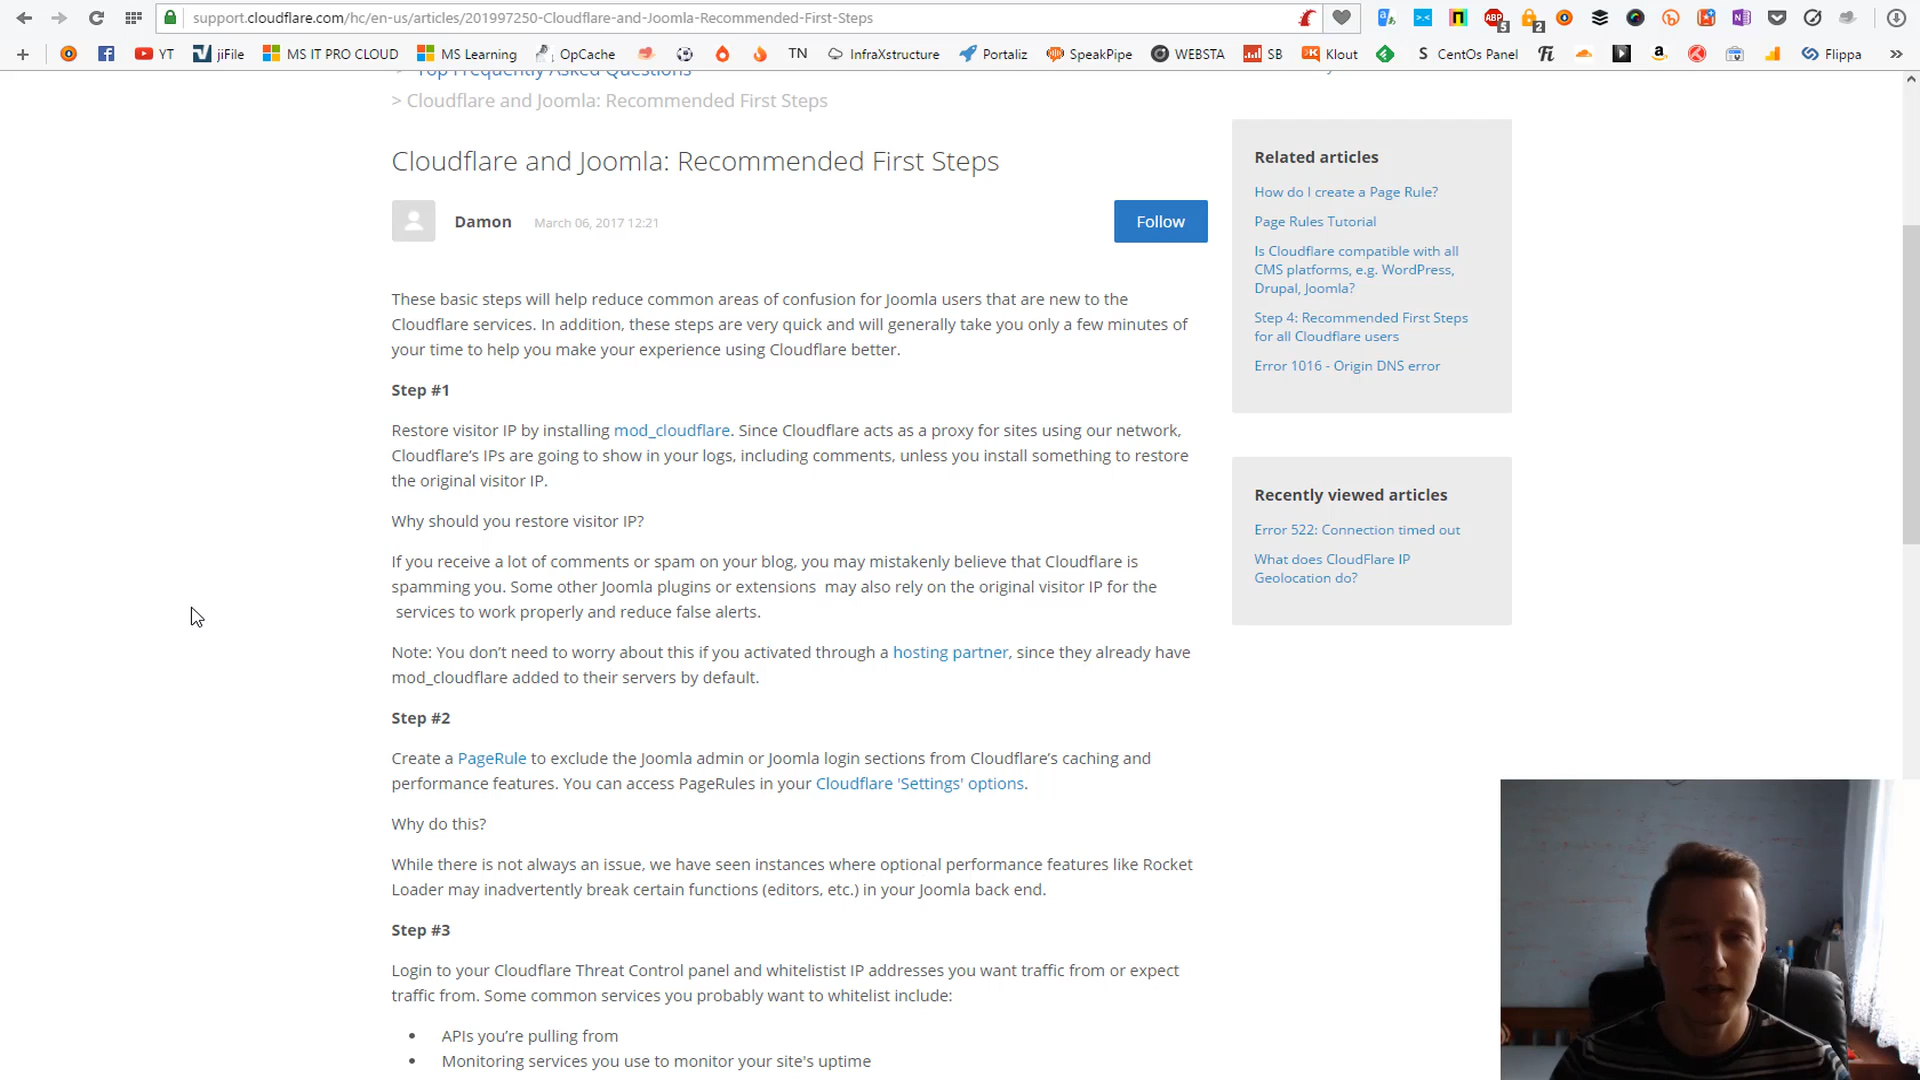 support.cloudflare.com/hc/en-us/articles/201997250-Cloudflare-and-Joomla-Recommended-First-Steps
ABP 5 2
YT jjFile MS IT PRO CLOUD MS Learning OpCache TN InfraXstructure Portaliz SpeakPipe WEBSTA SB Klout CentOs Panel Flippa
> Top Frequently Asked Questions
> Cloudflare and Joomla: Recommended First Steps
Cloudflare and Joomla: Recommended First Steps
Damon March 06, 2017 12:21
Follow
These basic steps will help reduce common areas of confusion for Joomla users that are new to the
Cloudflare services. In addition, these steps are very quick and will generally take you only a few minutes of
your time to help you make your experience using Cloudflare better.
Step #1
Restore visitor IP by installing mod_cloudflare. Since Cloudflare acts as a proxy for sites using our network,
Cloudflare's IPs are going to show in your logs, including comments, unless you install something to restore
the original visitor IP.
Why should you restore visitor IP?
If you receive a lot of comments or spam on your blog, you may mistakenly believe that Cloudflare is
spamming you. Some other Joomla plugins or extensions  may also rely on the original visitor IP for the
services to work properly and reduce false alerts.
Note: You don't need to worry about this if you activated through a hosting partner, since they already have
mod_cloudflare added to their servers by default.
Step #2
Create a PageRule to exclude the Joomla admin or Joomla login sections from Cloudflare's caching and
performance features. You can access PageRules in your Cloudflare 'Settings' options.
Why do this?
While there is not always an issue, we have seen instances where optional performance features like Rocket
Loader may inadvertently break certain functions (editors, etc.) in your Joomla back end.
Step #3
Login to your Cloudflare Threat Control panel and whitelistist IP addresses you want traffic from or expect
traffic from. Some common services you probably want to whitelist include:
• APIs you're pulling from
• Monitoring services you use to monitor your site's uptime
Related articles
How do I create a Page Rule?
Page Rules Tutorial
Is Cloudflare compatible with all
CMS platforms, e.g. WordPress,
Drupal, Joomla?
Step 4: Recommended First Steps
for all Cloudflare users
Error 1016 - Origin DNS error
Recently viewed articles
Error 522: Connection timed out
What does CloudFlare IP
Geolocation do?